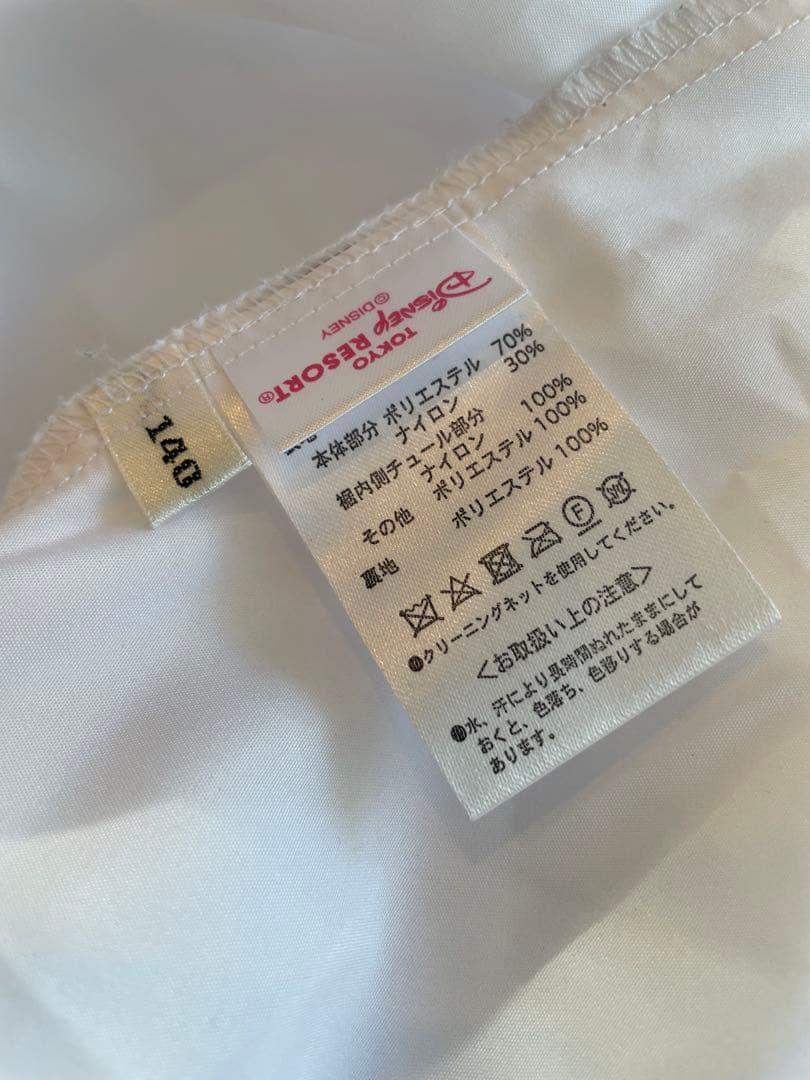 140
TOKYO
DISNEY RESORT®
©DISNEY
本体部分 ポリエステル 70%
ナイロン 30%
裾内側チュール部分
ナイロン 100%
その他 ポリエステル 100%
裏地 ポリエステル 100%
F
●クリーニングネットを使用してください。
<お取扱い上の注意>
●水、汗により長時間ぬれたままにして
おくと、色落ち、色移りする場合が
あります。